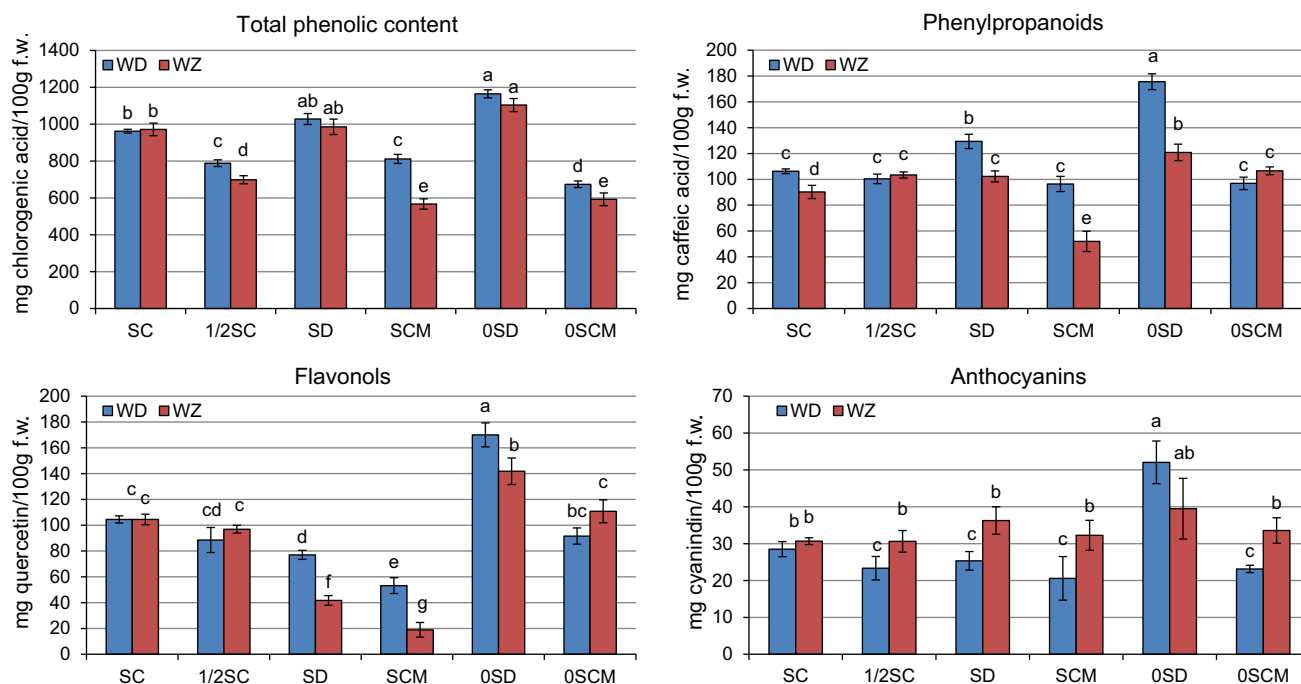 Total phenolic content
mg chlorogenic acid/100g f.w.
1400
1200
1000
800
600
400
200
0
WD WZ
b b c d ab ab c e a a d e
SC 1/2SC SD SCM 0SD 0SCM
Phenylpropanoids
mg caffeic acid/100g f.w.
200
180
160
140
120
100
80
60
40
20
0
WD WZ
c d c c b c c e a b c c
SC 1/2SC SD SCM 0SD 0SCM
Flavonols
mg quercetin/100g f.w.
200
180
160
140
120
100
80
60
40
20
0
WD WZ
c c cd c d f e g a b bc c
SC 1/2SC SD SCM 0SD 0SCM
Anthocyanins
mg cyanindin/100g f.w.
70
60
50
40
30
20
10
0
WD WZ
b b c b c b c b a ab c b
SC 1/2SC SD SCM 0SD 0SCM